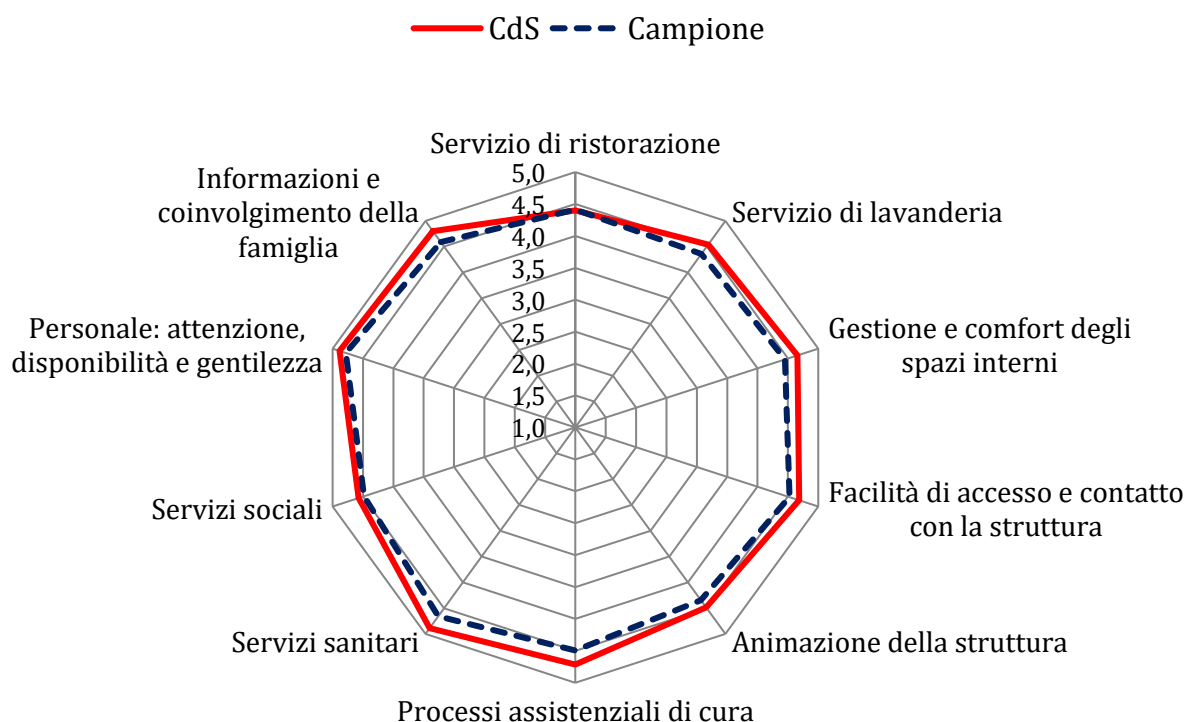 CdS Campione
Servizio di ristorazione
Informazioni e
coinvolgimento della
famiglia
Servizio di lavanderia
Personale: attenzione,
disponibilità e gentilezza
Gestione e comfort degli
spazi interni
5,0
4,5
4,0
3,5
3,0
2,5
2,0
1,5
1,0
Servizi sociali
Facilità di accesso e contatto
con la struttura
Servizi sanitari
Animazione della struttura
Processi assistenziali di cura